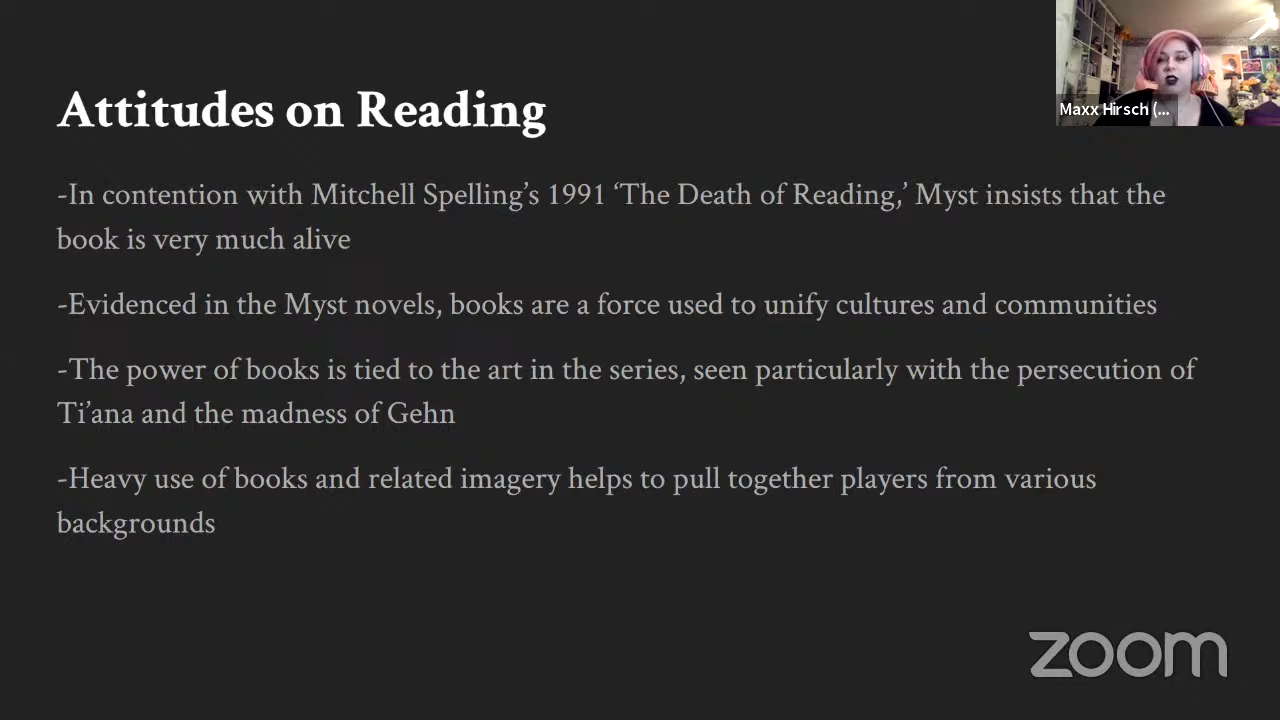 Attitudes on Reading
-In contention with Mitchell Spelling’s 1991 ‘The Death of Reading,’ Myst insists that the
book is very much alive
-Evidenced in the Myst novels, books are a force used to unify cultures and communities
-The power of books is tied to the art in the series, seen particularly with the persecution of
Ti’ana and the madness of Gehn
-Heavy use of books and related imagery helps to pull together players from various
backgrounds
Maxx Hirsch (...
zoom